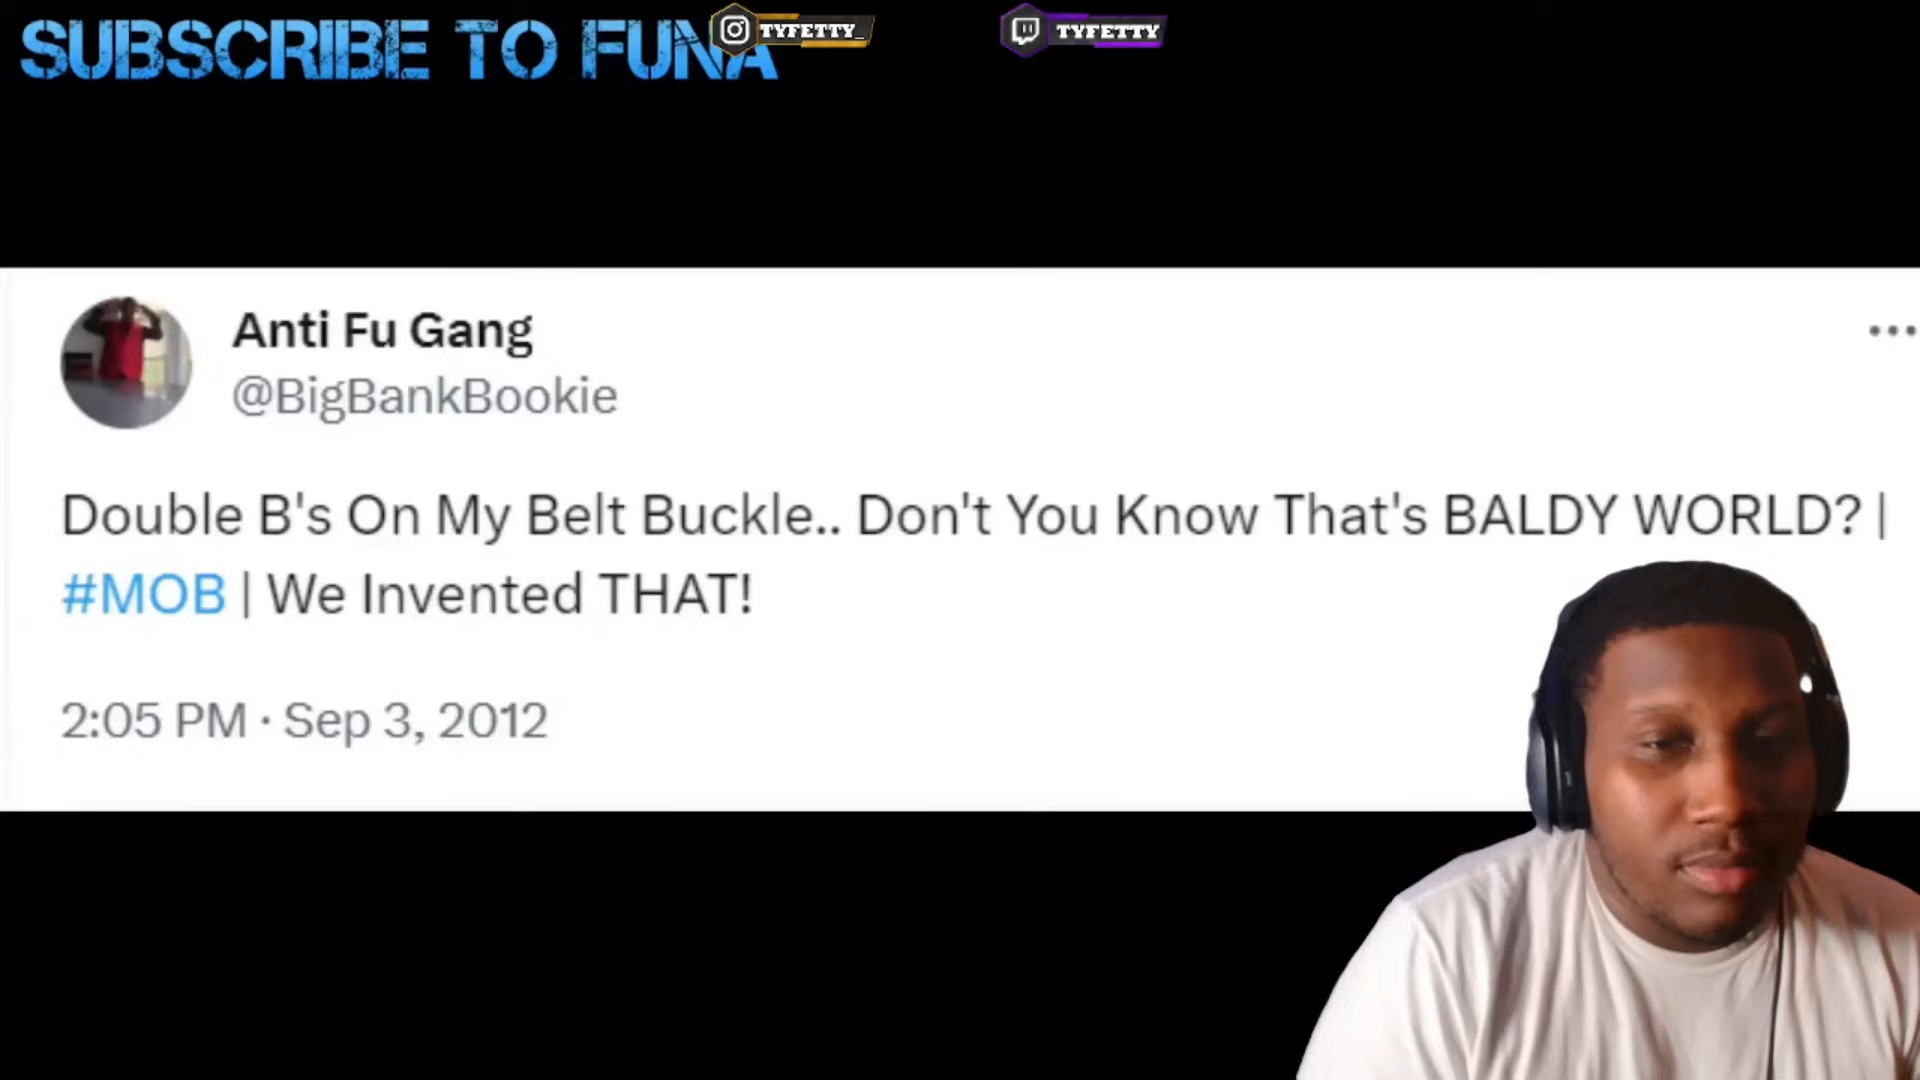 SUBSCRIBE TO FUNA
TYFETTY_
TYFETTY
Anti Fu Gang
@BigBankBookie
Double B's On My Belt Buckle.. Don't You Know That's BALDY WORLD? |
#MOB | We Invented THAT!
2:05 PM · Sep 3, 2012